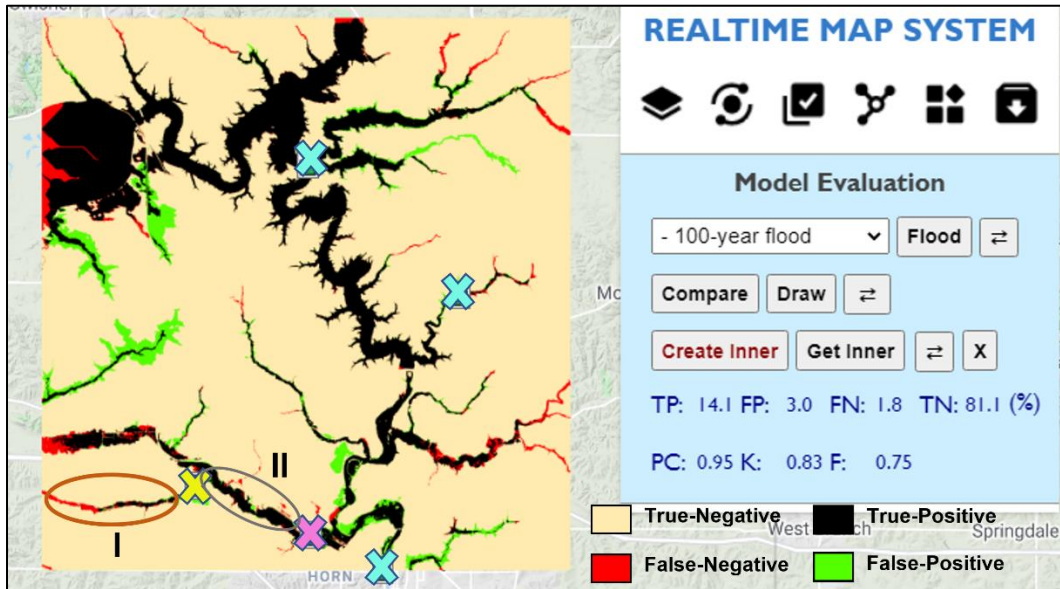 REALTIME MAP SYSTEM
Model Evaluation
- 100-year flood
Flood
⇄
Compare
Draw
⇄
Create Inner
Get Inner
⇄
X
TP: 14.1 FP: 3.0 FN: 1.8 TN: 81.1 (%)
PC: 0.95 K: 0.83 F: 0.75
True-Negative
True-Positive
False-Negative
False-Positive
I
II
HORN
Mo
West
Springdale